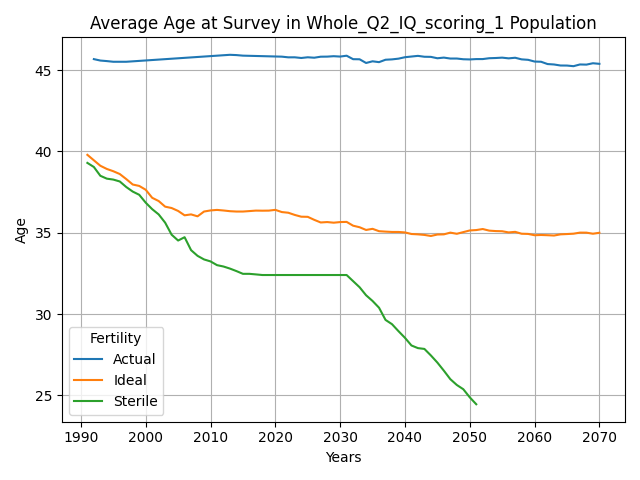 Average Age at Survey in Whole_Q2_IQ_scoring_1 Population
45
40
35
30
25
Age
Fertility
Actual
Ideal
Sterile
1990 2000 2010 2020 2030 2040 2050 2060 2070
Years